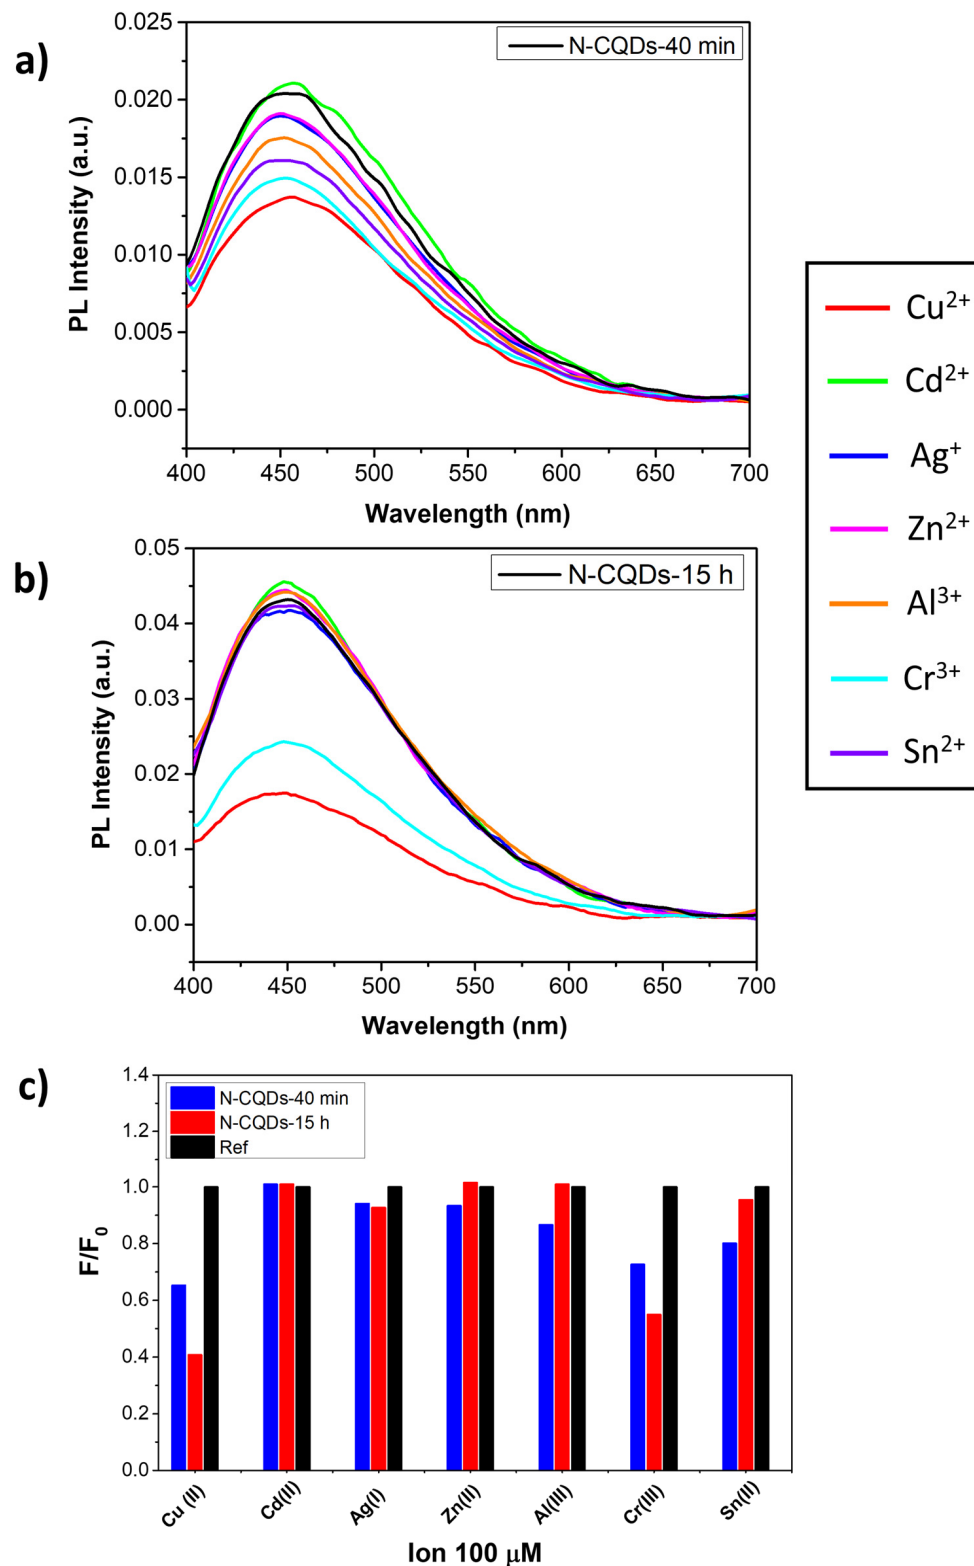 a)
N-CQDs-40 min
PL Intensity (a.u.)
0.025
0.020
0.015
0.010
0.005
0.000
400 450 500 550 600 650 700
Wavelength (nm)
Cu2+
Cd2+
Ag+
Zn2+
Al3+
Cr3+
Sn2+
b)
N-CQDs-15 h
PL Intensity (a.u.)
0.05
0.04
0.03
0.02
0.01
0.00
400 450 500 550 600 650 700
Wavelength (nm)
c)
N-CQDs-40 min
N-CQDs-15 h
Ref
F/F0
1.4
1.2
1.0
0.8
0.6
0.4
0.2
0.0
Cu (II) Cd(II) Ag(I) Zn(II) Al(III) Cr(III) Sn(II)
Ion 100 µM